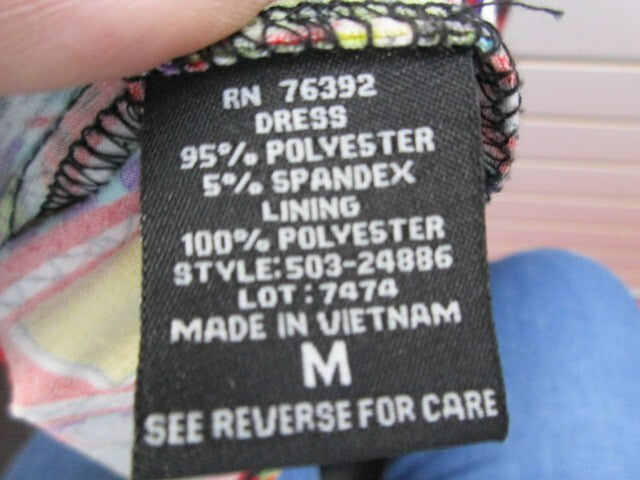 RN 76392
DRESS
95% POLYESTER
5% SPANDEX
LINING
100% POLYESTER
STYLE:503-24886
LOT:7474
MADE IN VIETNAM
M
SEE REVERSE FOR CARE